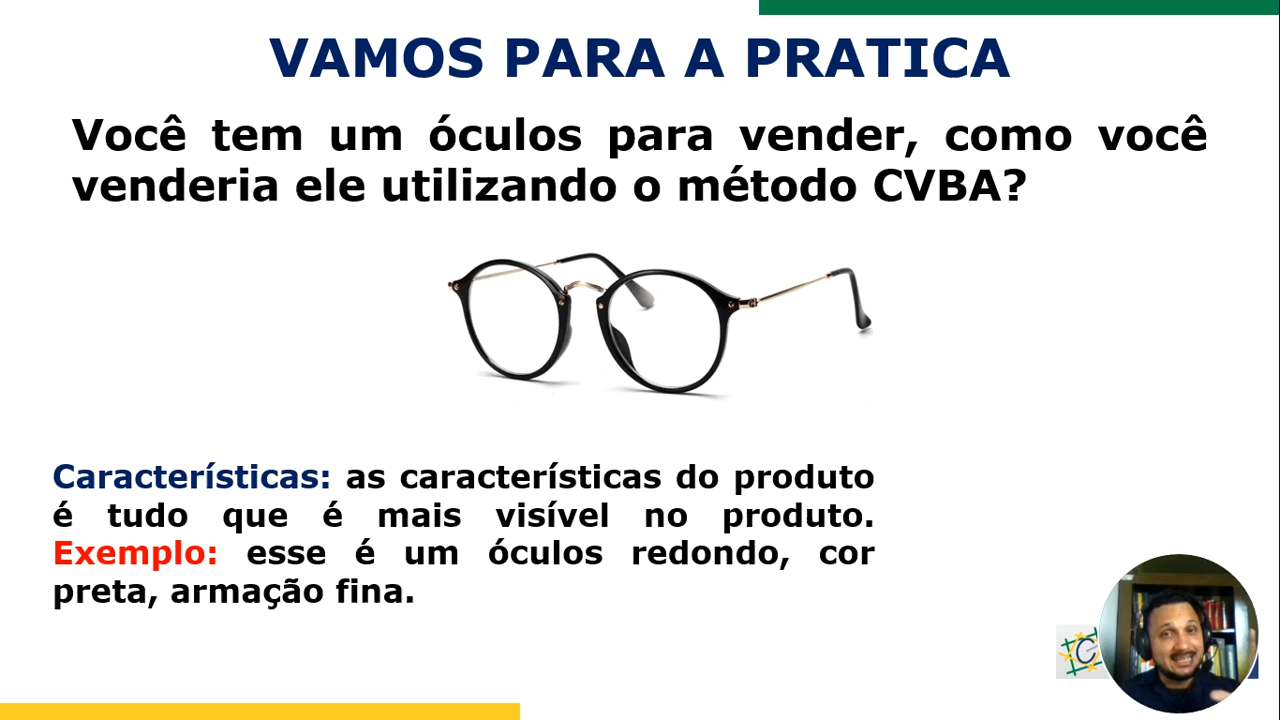 VAMOS PARA A PRATICA
Você tem um óculos para vender, como você
venderia ele utilizando o método CVBA?
Características: as características do produto
é tudo que é mais visível no produto.
Exemplo: esse é um óculos redondo, cor
preta, armação fina.
C